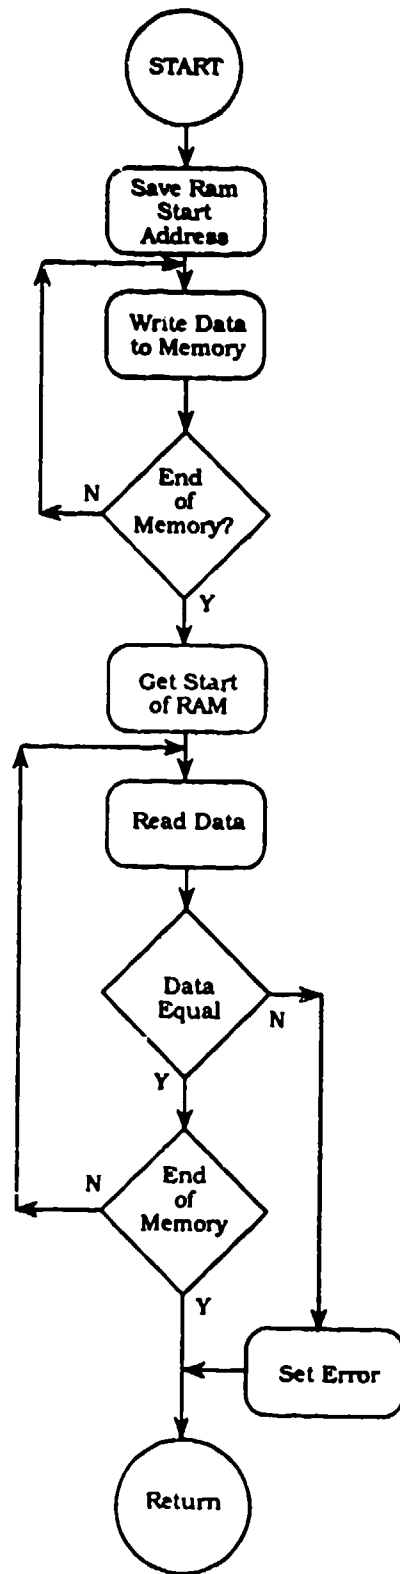 START
Save Ram
Start
Address
Write Data
to Memory
End
of
Memory?
N
Y
Get Start
of RAM
Read Data
Data
Equal
N
Y
End
of
Memory
N
Y
Set Error
Return